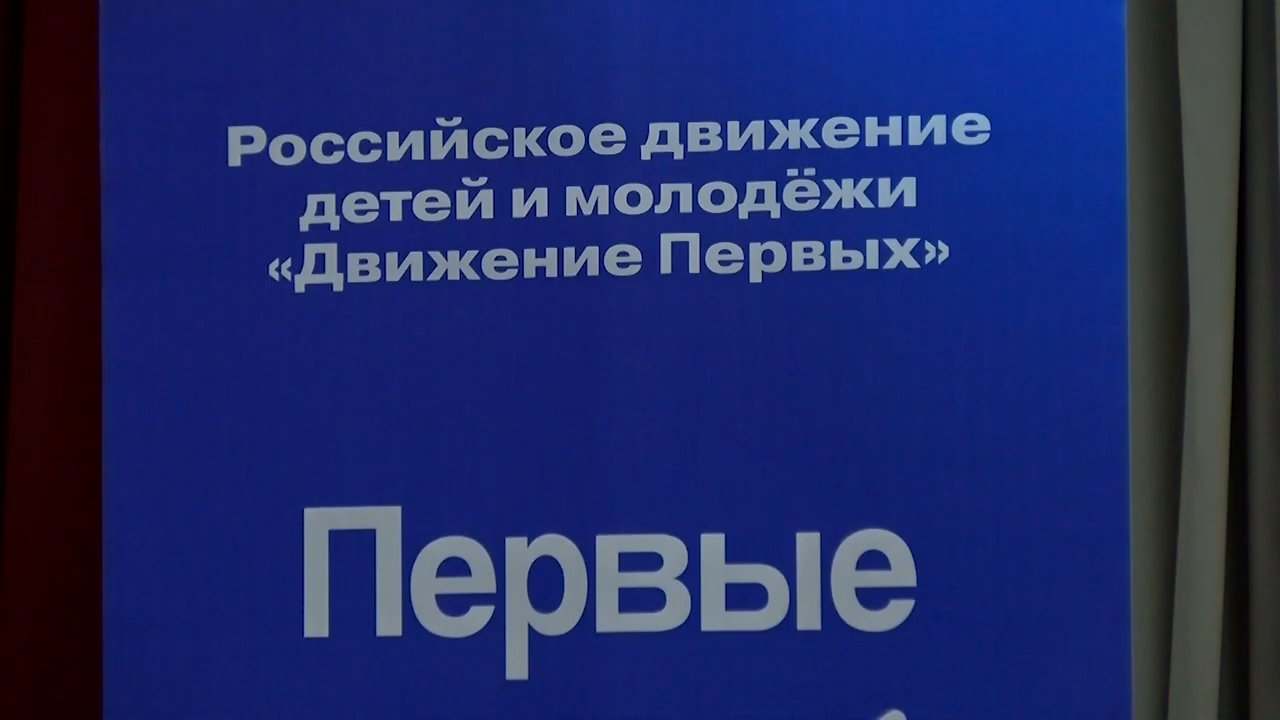 Российское движение
детей и молодёжи
«Движение Первых»
Первые